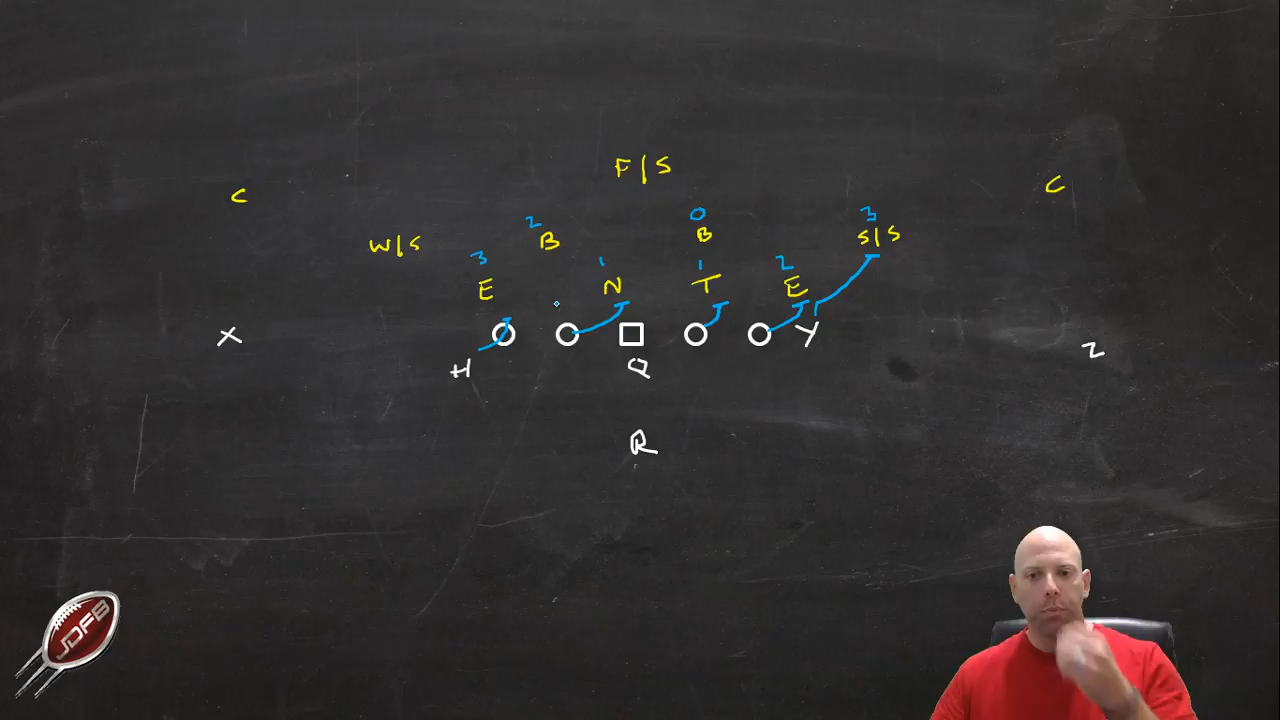 F/S
C C
0
2 3
B B S/S
W/S
3 1 1 2
E N T E
X Y Z
H Q
R
JDFB